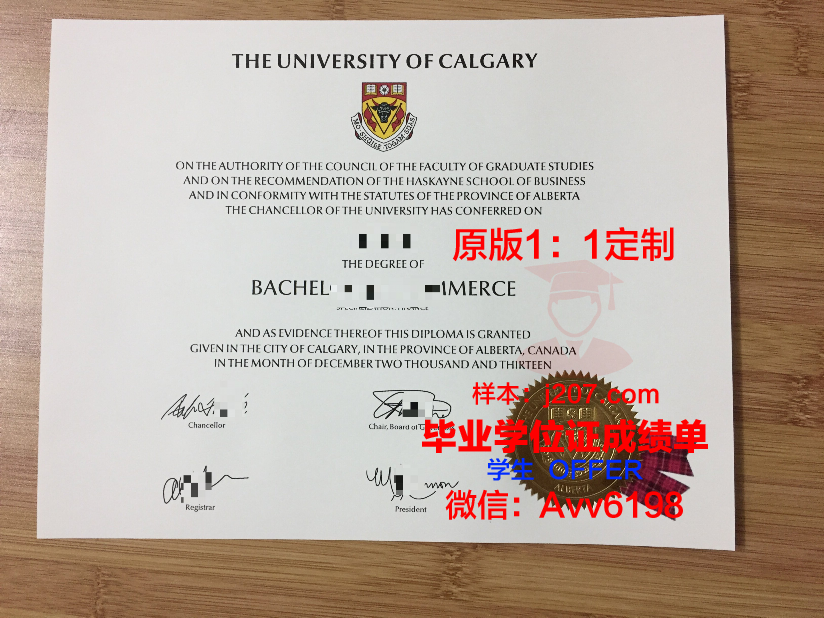 THE UNIVERSITY OF CALGARY
ON THE AUTHORITY OF THE COUNCIL OF THE FACULTY OF GRADUATE STUDIES
AND ON THE RECOMMENDATION OF THE HASKAYNE SCHOOL OF BUSINESS
AND IN CONFORMITY WITH THE STATUTES OF THE PROVINCE OF ALBERTA
THE CHANCELLOR OF THE UNIVERSITY HAS CONFERRED ON
原版1：1定制
THE DEGREE OF
BACHEL MERCE
AND AS EVIDENCE THEREOF THIS DIPLOMA IS GRANTED
GIVEN IN THE CITY OF CALGARY, IN THE PROVINCE OF ALBERTA, CANADA
IN THE MONTH OF DECEMBER TWO THOUSAND AND THIRTEEN
样本：j207.com
Chancellor
Chair, Board of
毕业学位证成绩单
学生 OFFER
ALBERTA
微信：Avv6198
Registrar
President